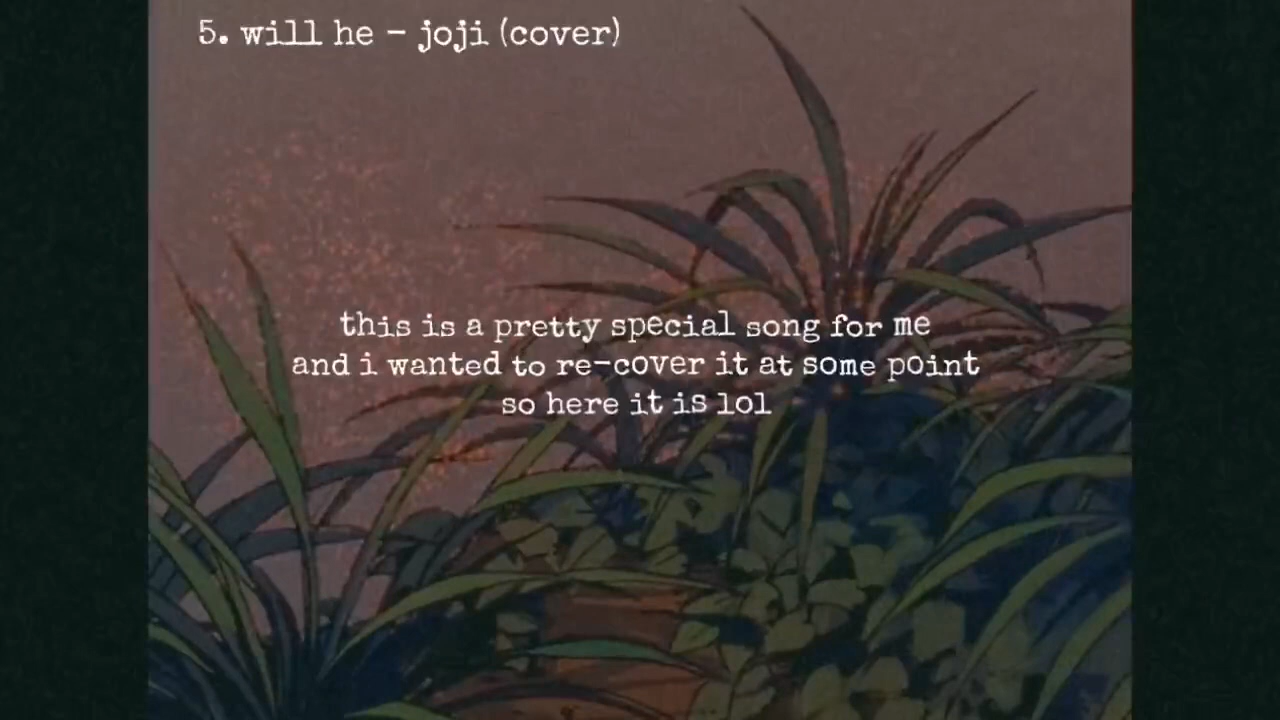 5. will he - joji (cover)
this is a pretty special song for me
and i wanted to re-cover it at some point
so here it is lol